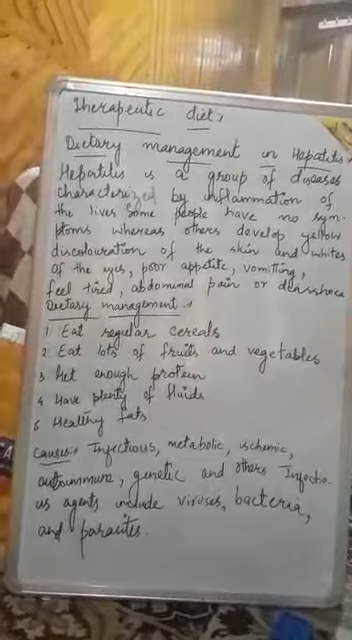 Therapeutic diet:
Dietary management in Hepatitis:
Hepatitis is a group of diseases
characterized by inflammation of
the liver some people have no sym-
ptoms whereas others develop yellow
discolouration of the skin and whites
of the eyes, poor appetite, vomitting,
feel tired, abdominal pain or diarrhoea
Dietary management:-
1 Eat regular cereals
2 Eat lots of fruits and vegetables
3 Get enough protein
4 Have plenty of fluids
5 Healthy fats
Causes:- Infectious, metabolic, ischemic,
autoimmune, genetic and others Infectio-
us agents include viruses, bacteria,
and parasites.